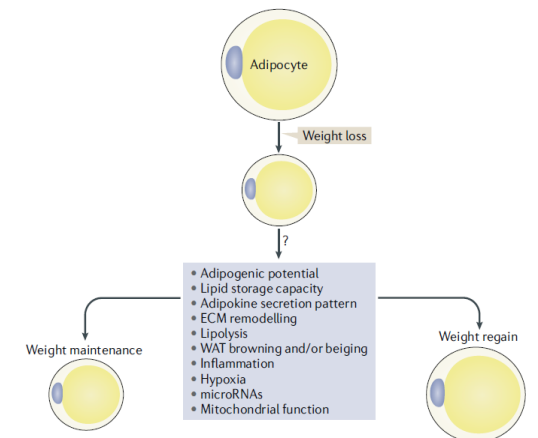 Adipocyte
Weight loss
?
• Adipogenic potential
• Lipid storage capacity
• Adipokine secretion pattern
• ECM remodelling
• Lipolysis
• WAT browning and/or beiging
• Inflammation
• Hypoxia
• microRNAs
• Mitochondrial function
Weight maintenance
Weight regain